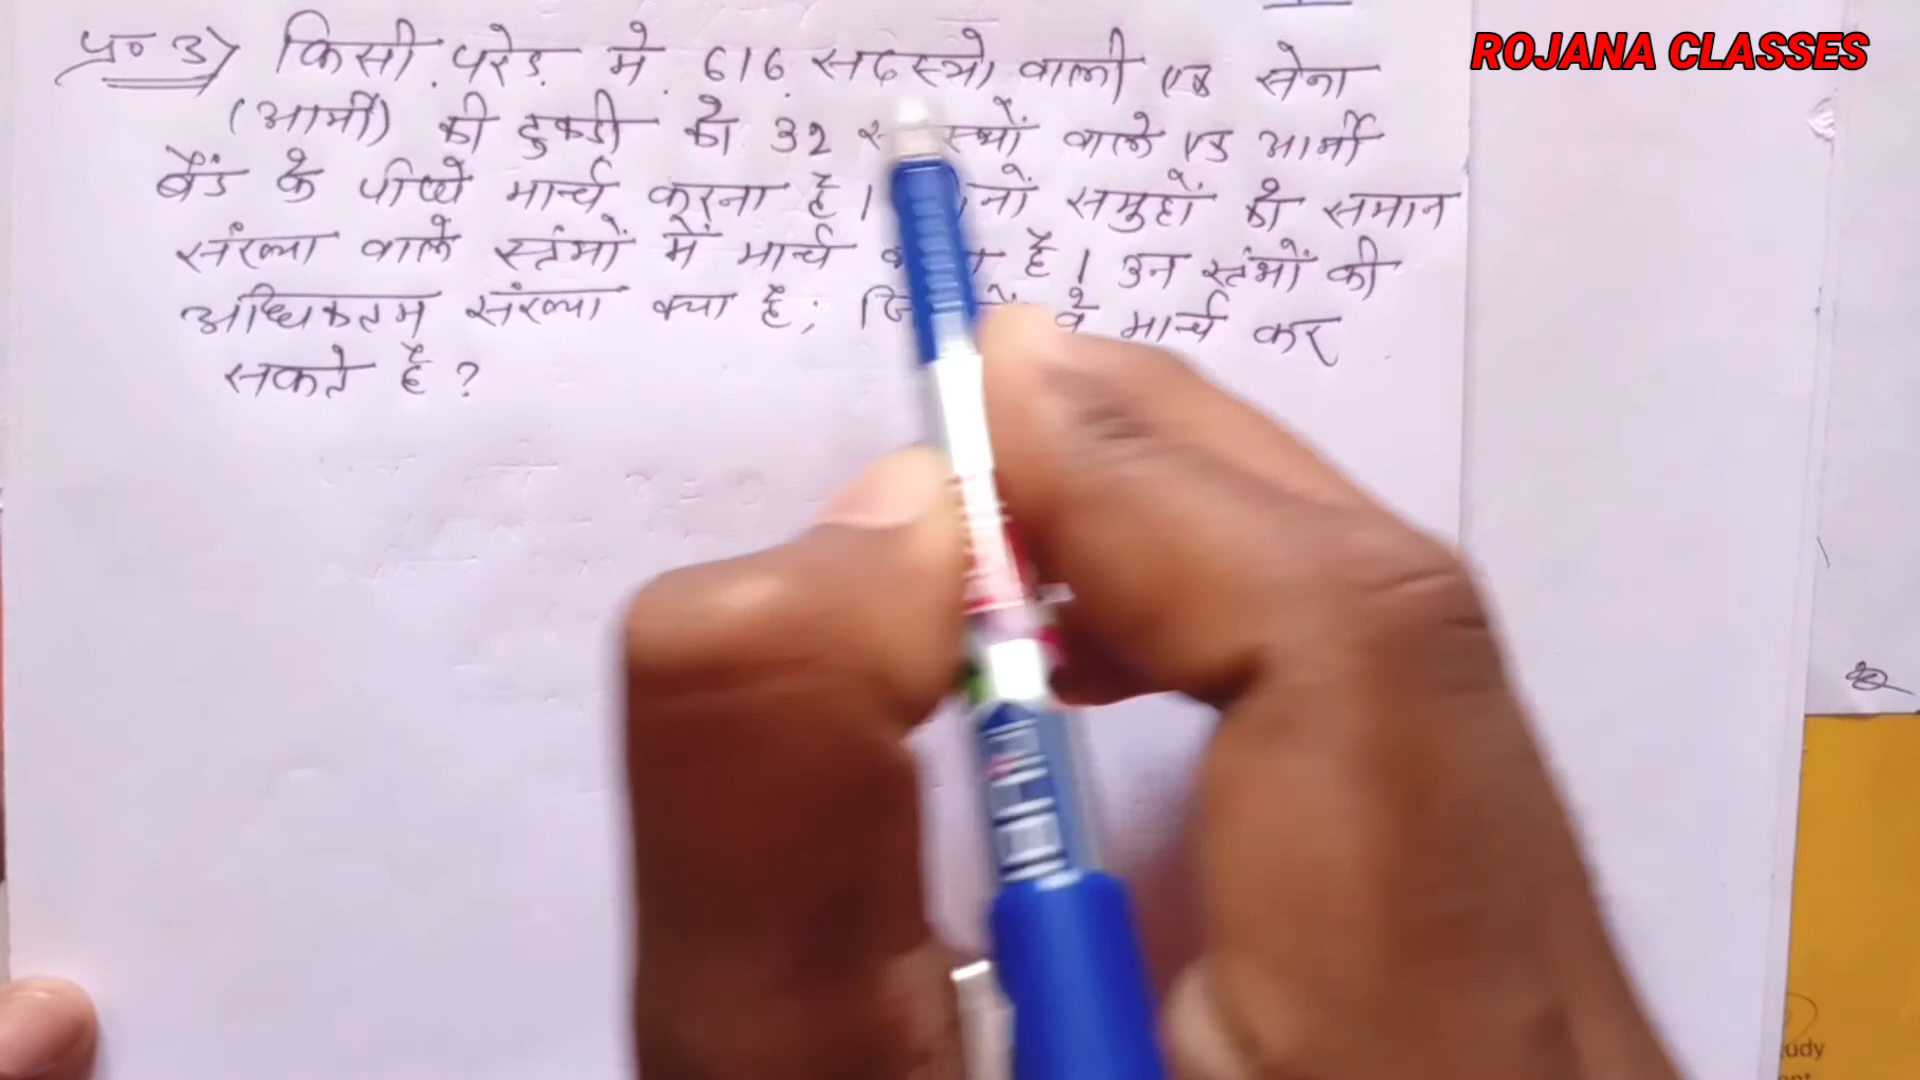 ROJANA CLASSES
प्र० 3) किसी परेड में 616 सदस्यो वाली एक सेना
(आर्मी) की टुकडी को 32 वाले एक आर्मी
बैंड के पीछे मार्च करना है। समुहों को समान
संख्या वाले स्तंभों में मार्च है। उन स्तंभों की
अधिकतम संख्या क्या है; वे मार्च कर
सकते है ?